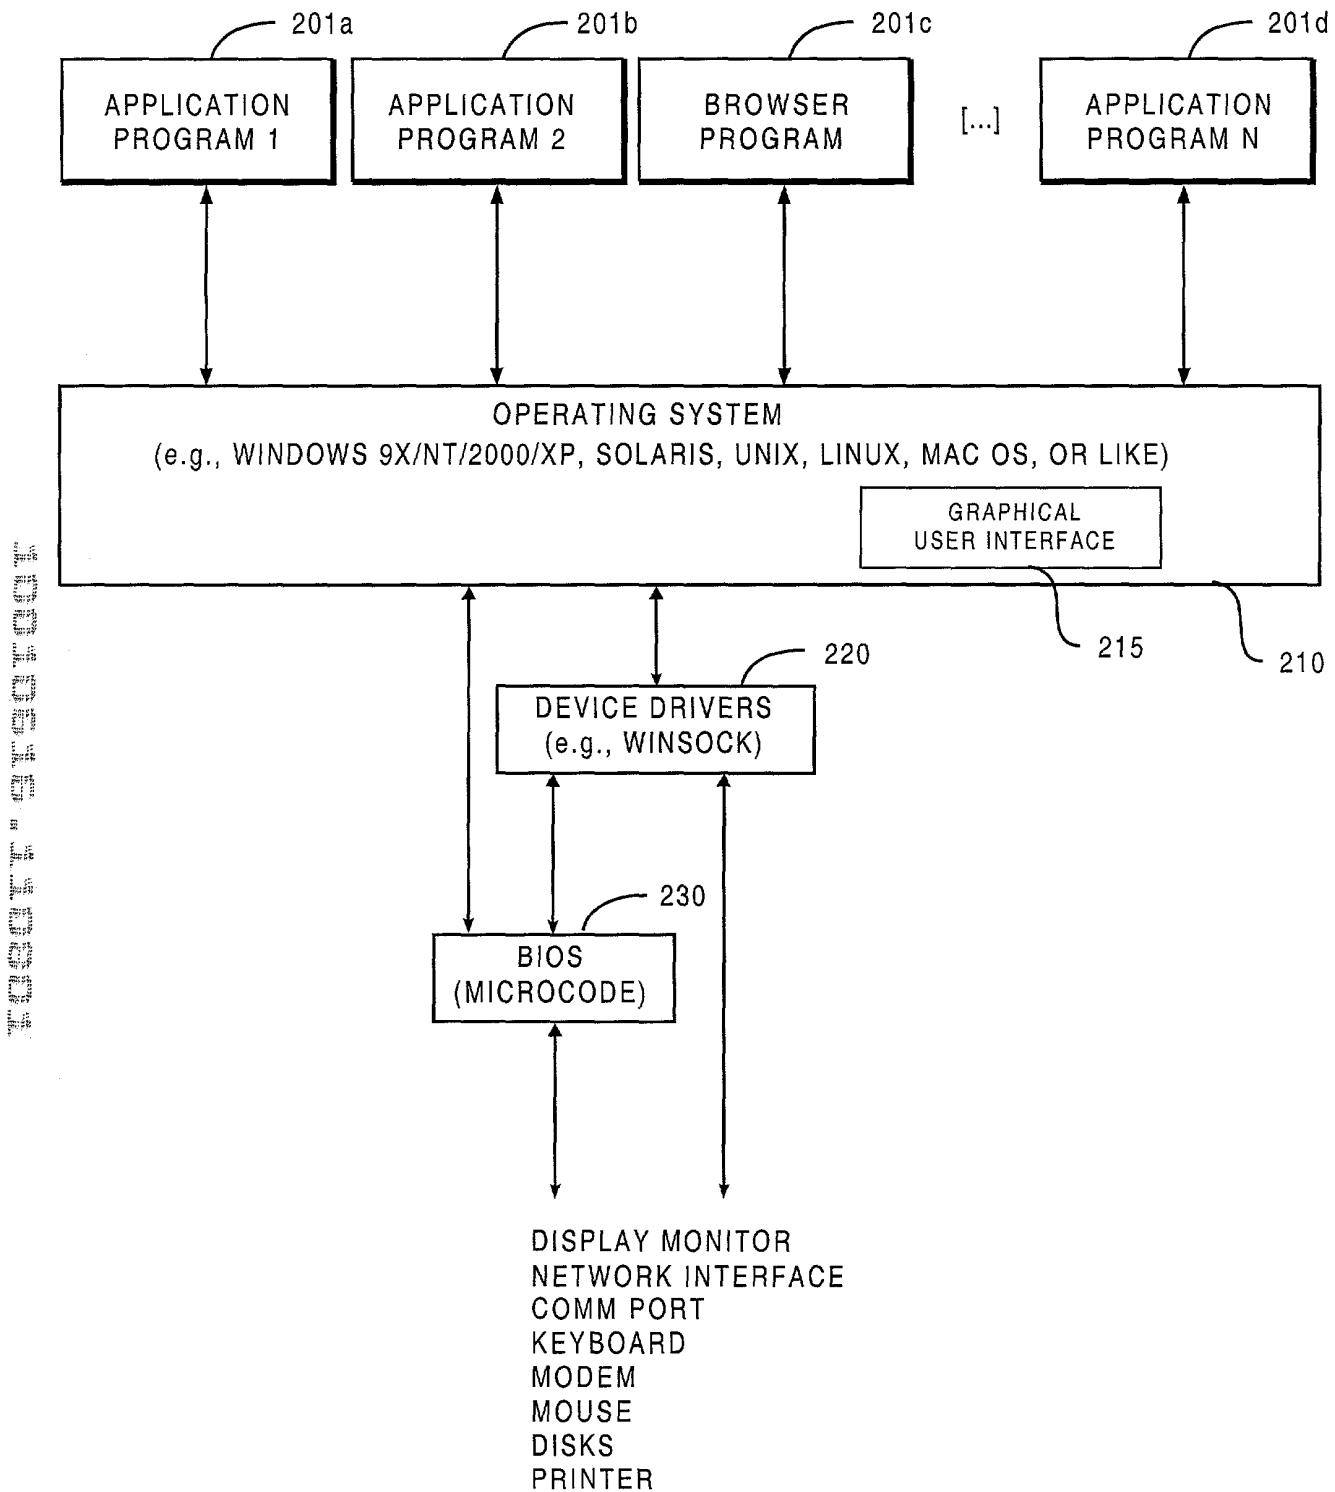 201a
201b
201c
201d
APPLICATION
PROGRAM 1
APPLICATION
PROGRAM 2
BROWSER
PROGRAM
[...]
APPLICATION
PROGRAM N
OPERATING SYSTEM
(e.g., WINDOWS 9X/NT/2000/XP, SOLARIS, UNIX, LINUX, MAC OS, OR LIKE)
GRAPHICAL
USER INTERFACE
215
210
220
DEVICE DRIVERS
(e.g., WINSOCK)
230
BIOS
(MICROCODE)
DISPLAY MONITOR
NETWORK INTERFACE
COMM PORT
KEYBOARD
MODEM
MOUSE
DISKS
PRINTER